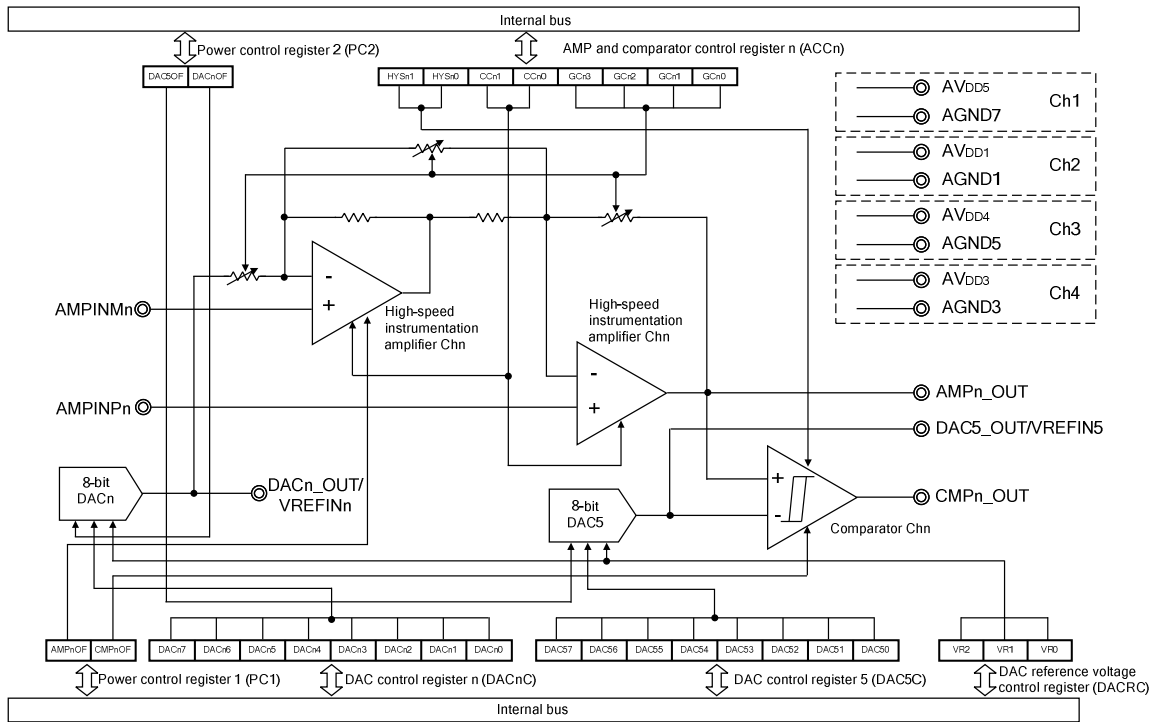 Internal bus
Power control register 2 (PC2)
AMP and comparator control register n (ACCn)
DAC5OF DACnOF
HYSn1 HYSn0 CCn1 CCn0 GCn3 GCn2 GCn1 GCn0
AVDD5
AGND7
Ch1
AVDD1
AGND1
Ch2
AVDD4
AGND5
Ch3
AVDD3
AGND3
Ch4
-
+
AMPINMn
High-speed
instrumentation
amplifier Chn
High-speed
instrumentation
amplifier Chn
-
+
AMPINPn
AMPn_OUT
DAC5_OUT/VREFIN5
8-bit
DACn
DACn_OUT/
VREFINn
8-bit
DAC5
+
-
CMPn_OUT
Comparator Chn
AMPnOF CMPnOF
DACn7 DACn6 DACn5 DACn4 DACn3 DACn2 DACn1 DACn0
DAC57 DAC56 DAC55 DAC54 DAC53 DAC52 DAC51 DAC50
VR2 VR1 VR0
Power control register 1 (PC1)
DAC control register n (DACnC)
DAC control register 5 (DAC5C)
DAC reference voltage
control register (DACRC)
Internal bus